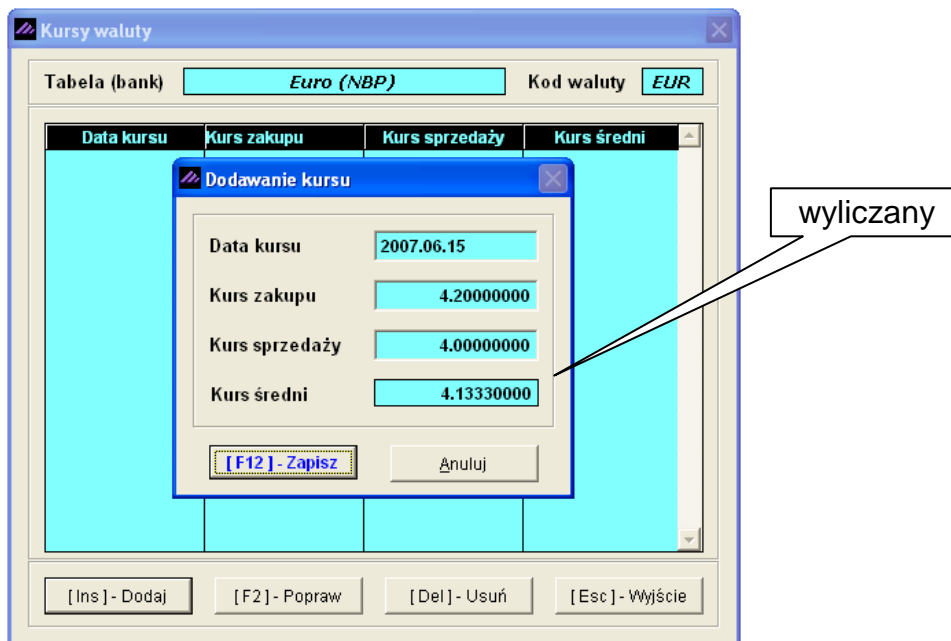 Kursy waluty
Tabela (bank) Euro (NBP) Kod waluty EUR
Data kursu Kurs zakupu Kurs sprzedaży Kurs średni
Dodawanie kursu
wyliczany
Data kursu 2007.06.15
Kurs zakupu 4.20000000
Kurs sprzedaży 4.00000000
Kurs średni 4.13330000
[F12] - Zapisz Anuluj
[Ins] - Dodaj [F2] - Popraw [Del] - Usuń [Esc] - Wyjście